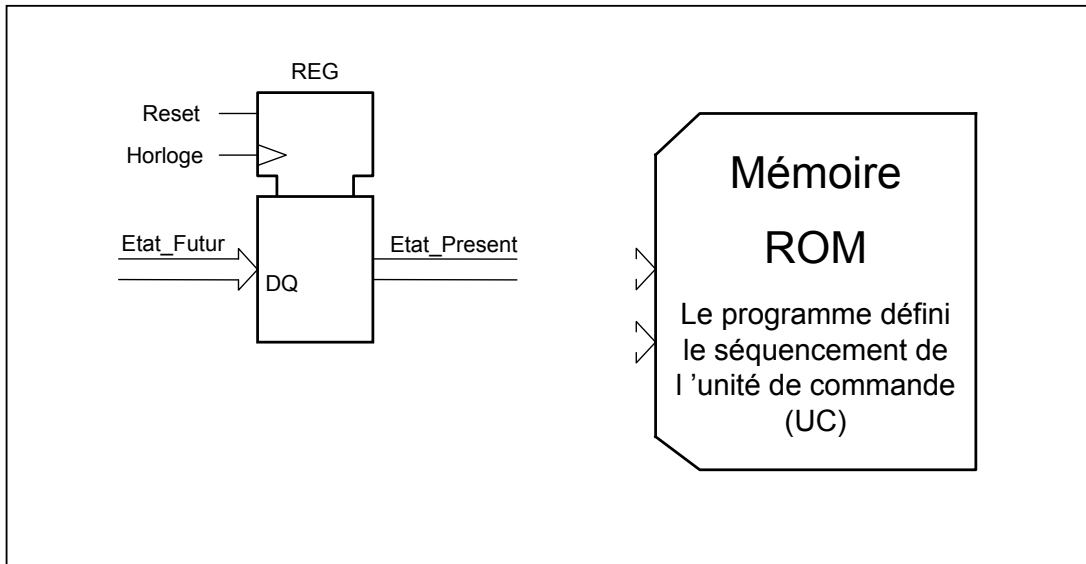 REG
Reset
Horloge
Etat_Futur
Etat_Present
DQ
Mémoire
ROM
Le programme défini
le séquencement de
l ’unité de commande
(UC)